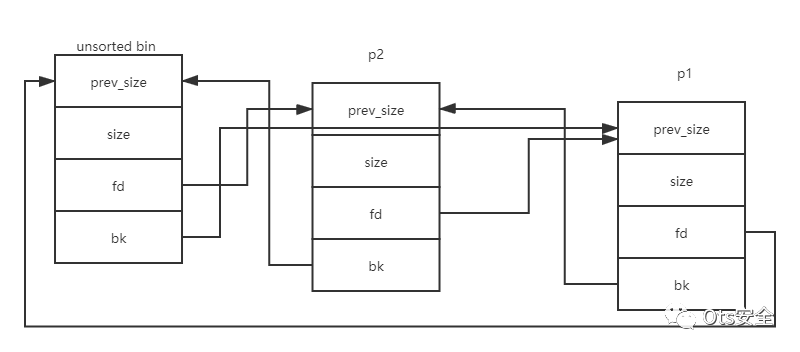 unsorted bin
prev_size
size
fd
bk
p2
prev_size
size
fd
bk
p1
prev_size
size
fd
bk
Ots安全